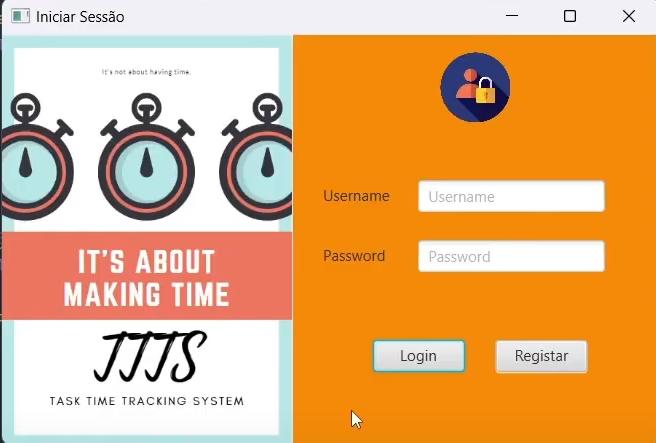 Iniciar Sessão
It's not about having time.
IT'S ABOUT
MAKING TIME
TTTS
TASK TIME TRACKING SYSTEM
Username
Username
Password
Password
Login
Registar